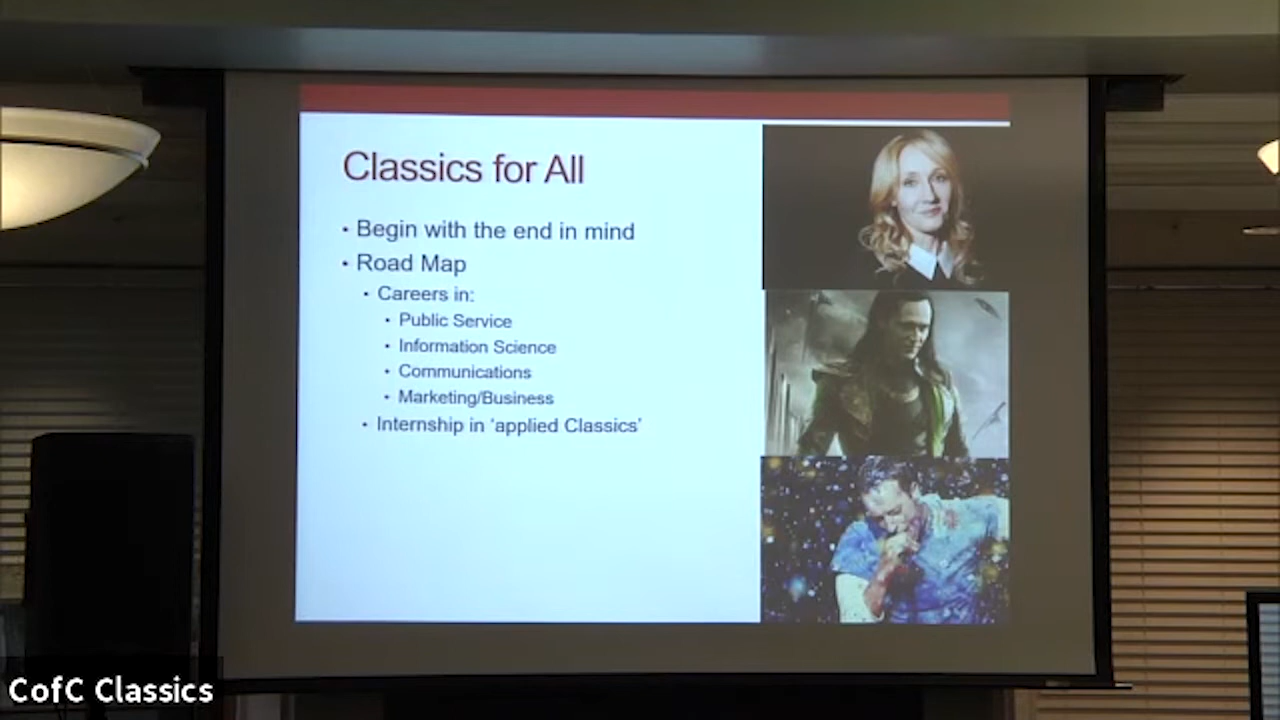 Classics for All
• Begin with the end in mind
• Road Map
• Careers in:
• Public Service
• Information Science
• Communications
• Marketing/Business
• Internship in 'applied Classics'
CofC Classics